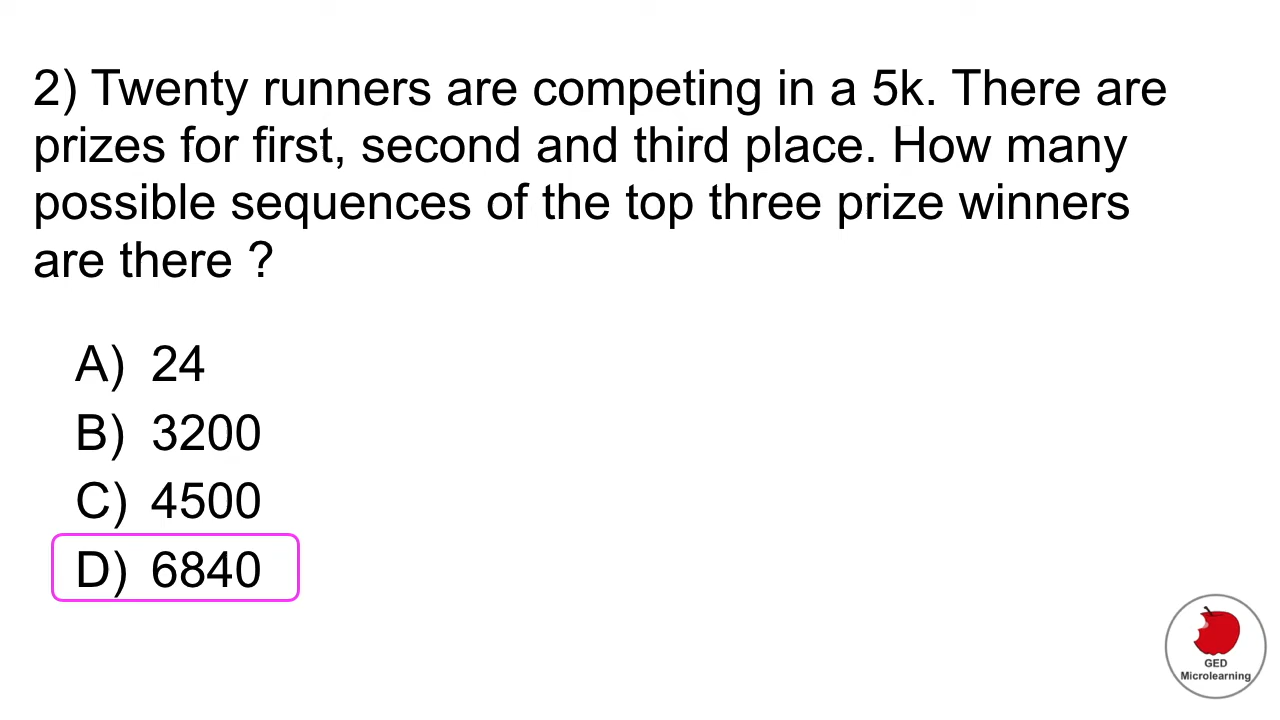 2) Twenty runners are competing in a 5k. There are
prizes for first, second and third place. How many
possible sequences of the top three prize winners
are there ?
A) 24
B) 3200
C) 4500
D) 6840
GED
Microlearning